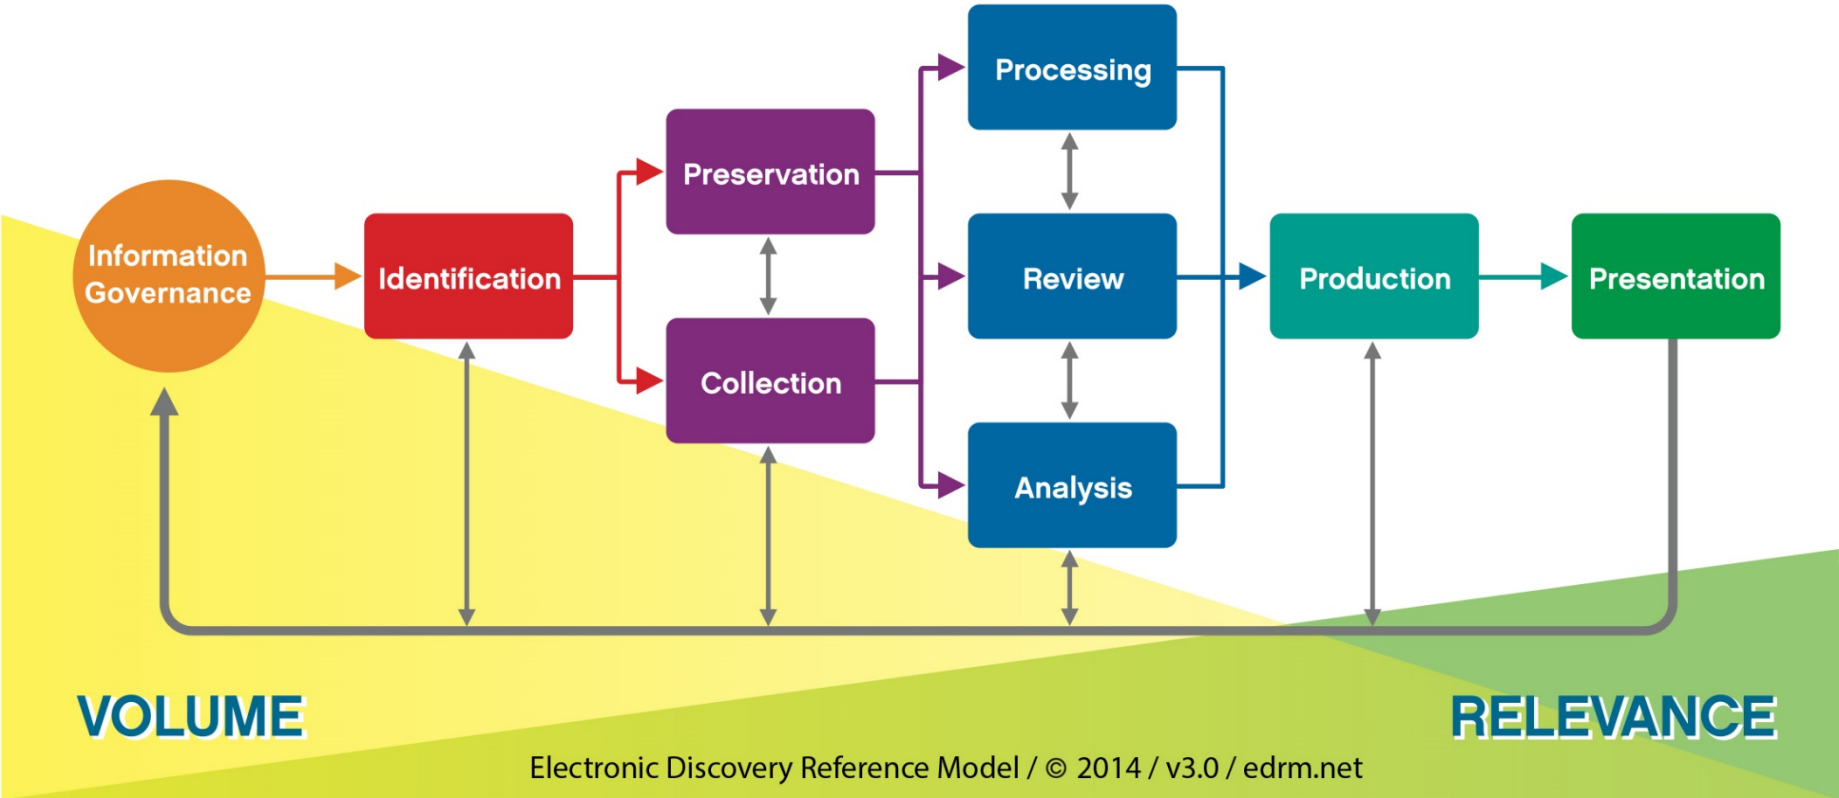 Information
Governance
Identification
Preservation
Collection
Processing
Review
Analysis
Production
Presentation
VOLUME
RELEVANCE
Electronic Discovery Reference Model / © 2014 / v3.0 / edrm.net